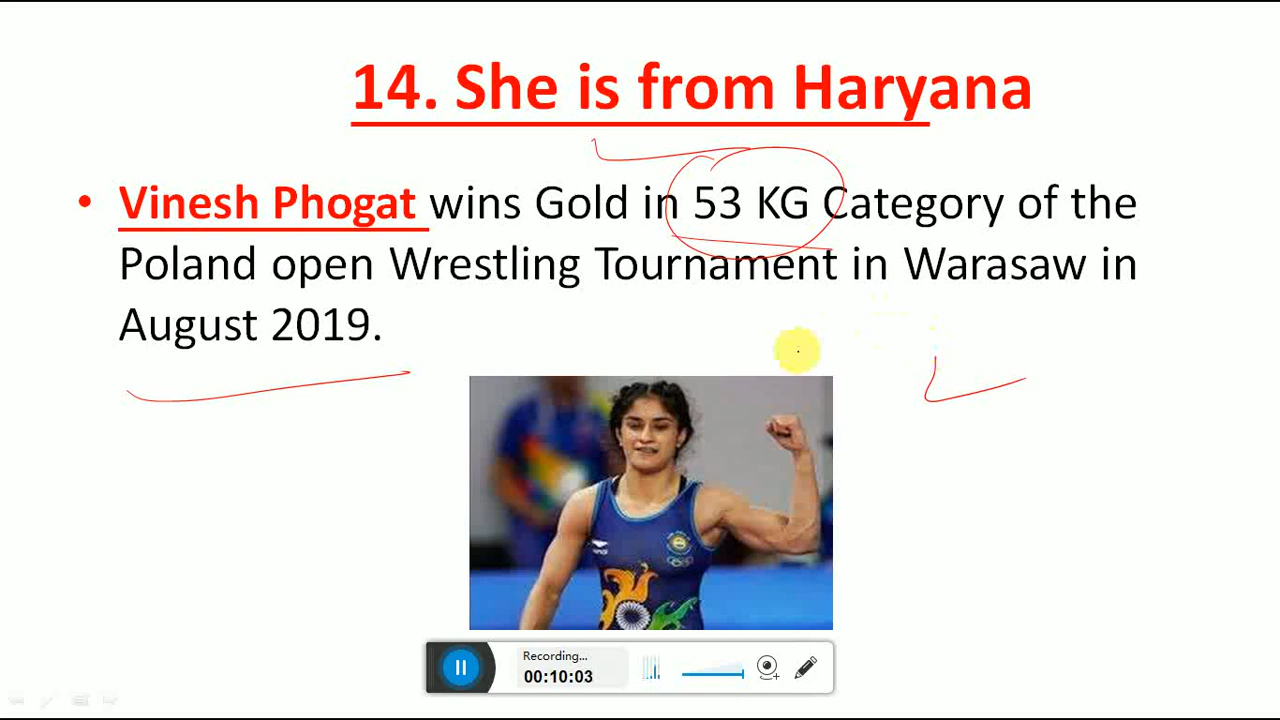 14. She is from Haryana
• Vinesh Phogat wins Gold in 53 KG Category of the
Poland open Wrestling Tournament in Warasaw in
August 2019.
Recording...
00:10:03